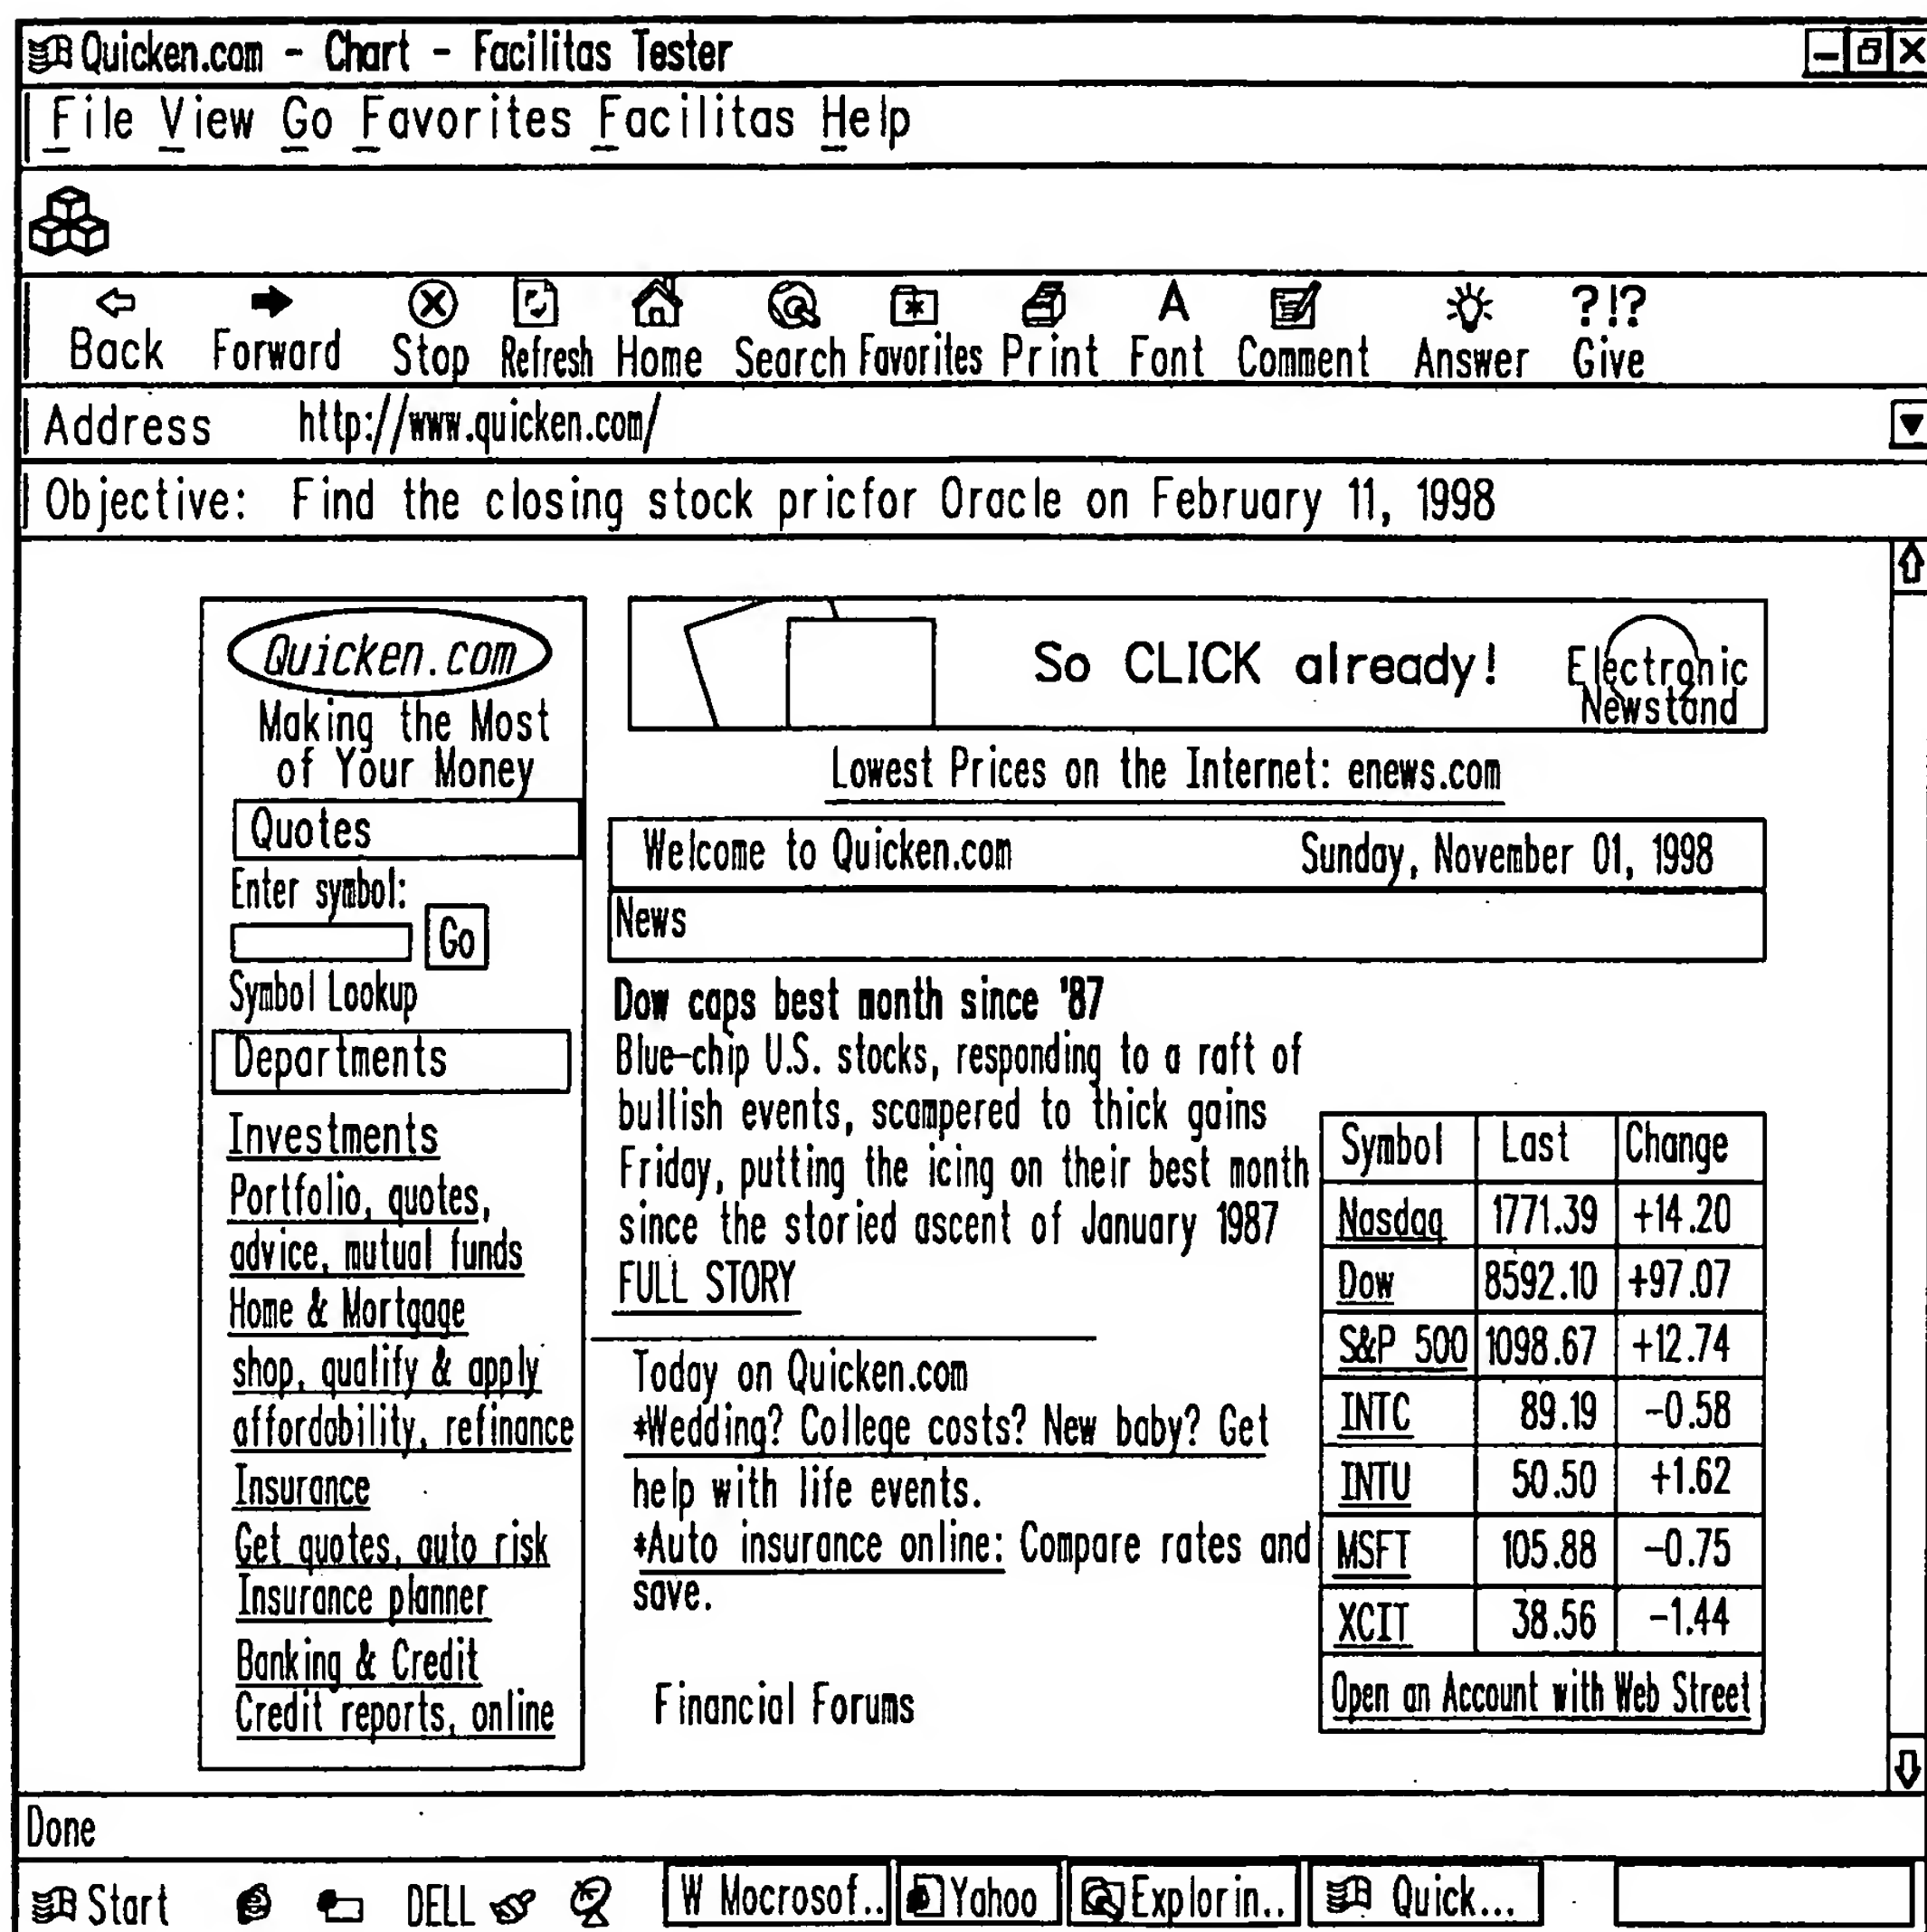 Quicken.com - Chart - Facilitas Tester
File View Go Favorites Facilitas Help
Back Forward Stop Refresh Home Search Favorites Print A Font Comment Answer ?!? Give
Address http://www.quicken.com/
Objective: Find the closing stock pricfor Oracle on February 11, 1998
Quicken.com
Making the Most
of Your Money
Quotes
Enter symbol:
Go
Symbol Lookup
Departments
Investments
Portfolio, quotes,
advice, mutual funds
Home & Mortgage
shop, qualify & apply
affordability, refinance
Insurance
Get quotes, auto risk
Insurance planner
Banking & Credit
Credit reports, online
So CLICK already!
Electronic
Newstand
Lowest Prices on the Internet: enews.com
Welcome to Quicken.com Sunday, November 01, 1998
News
Dow caps best month since '87
Blue-chip U.S. stocks, responding to a raft of
bullish events, scampered to thick gains
Friday, putting the icing on their best month
since the storied ascent of January 1987
FULL STORY
Today on Quicken.com
*Wedding? College costs? New baby? Get
help with life events.
*Auto insurance online: Compare rates and
save.
Financial Forums
Symbol Last Change
Nasdaq 1771.39 +14.20
Dow 8592.10 +97.07
S&P 500 1098.67 +12.74
INTC 89.19 -0.58
INTU 50.50 +1.62
MSFT 105.88 -0.75
XCIT 38.56 -1.44
Open an Account with Web Street
Done
Start DELL W Mocrosof.. Yahoo Explorin.. Quick...